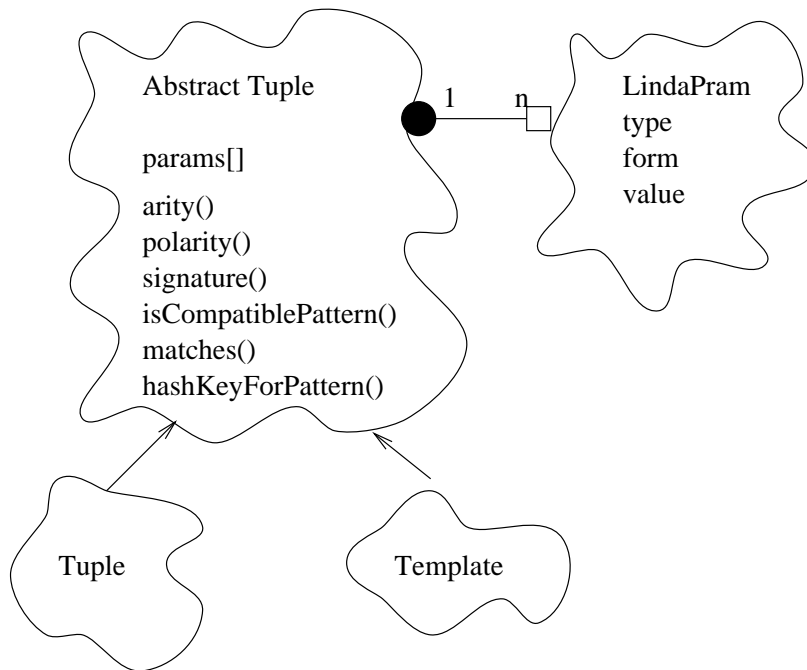 Abstract Tuple
params[]
arity()
polarity()
signature()
isCompatiblePattern()
matches()
hashKeyForPattern()
1
n
LindaPram
type
form
value
Tuple
Template